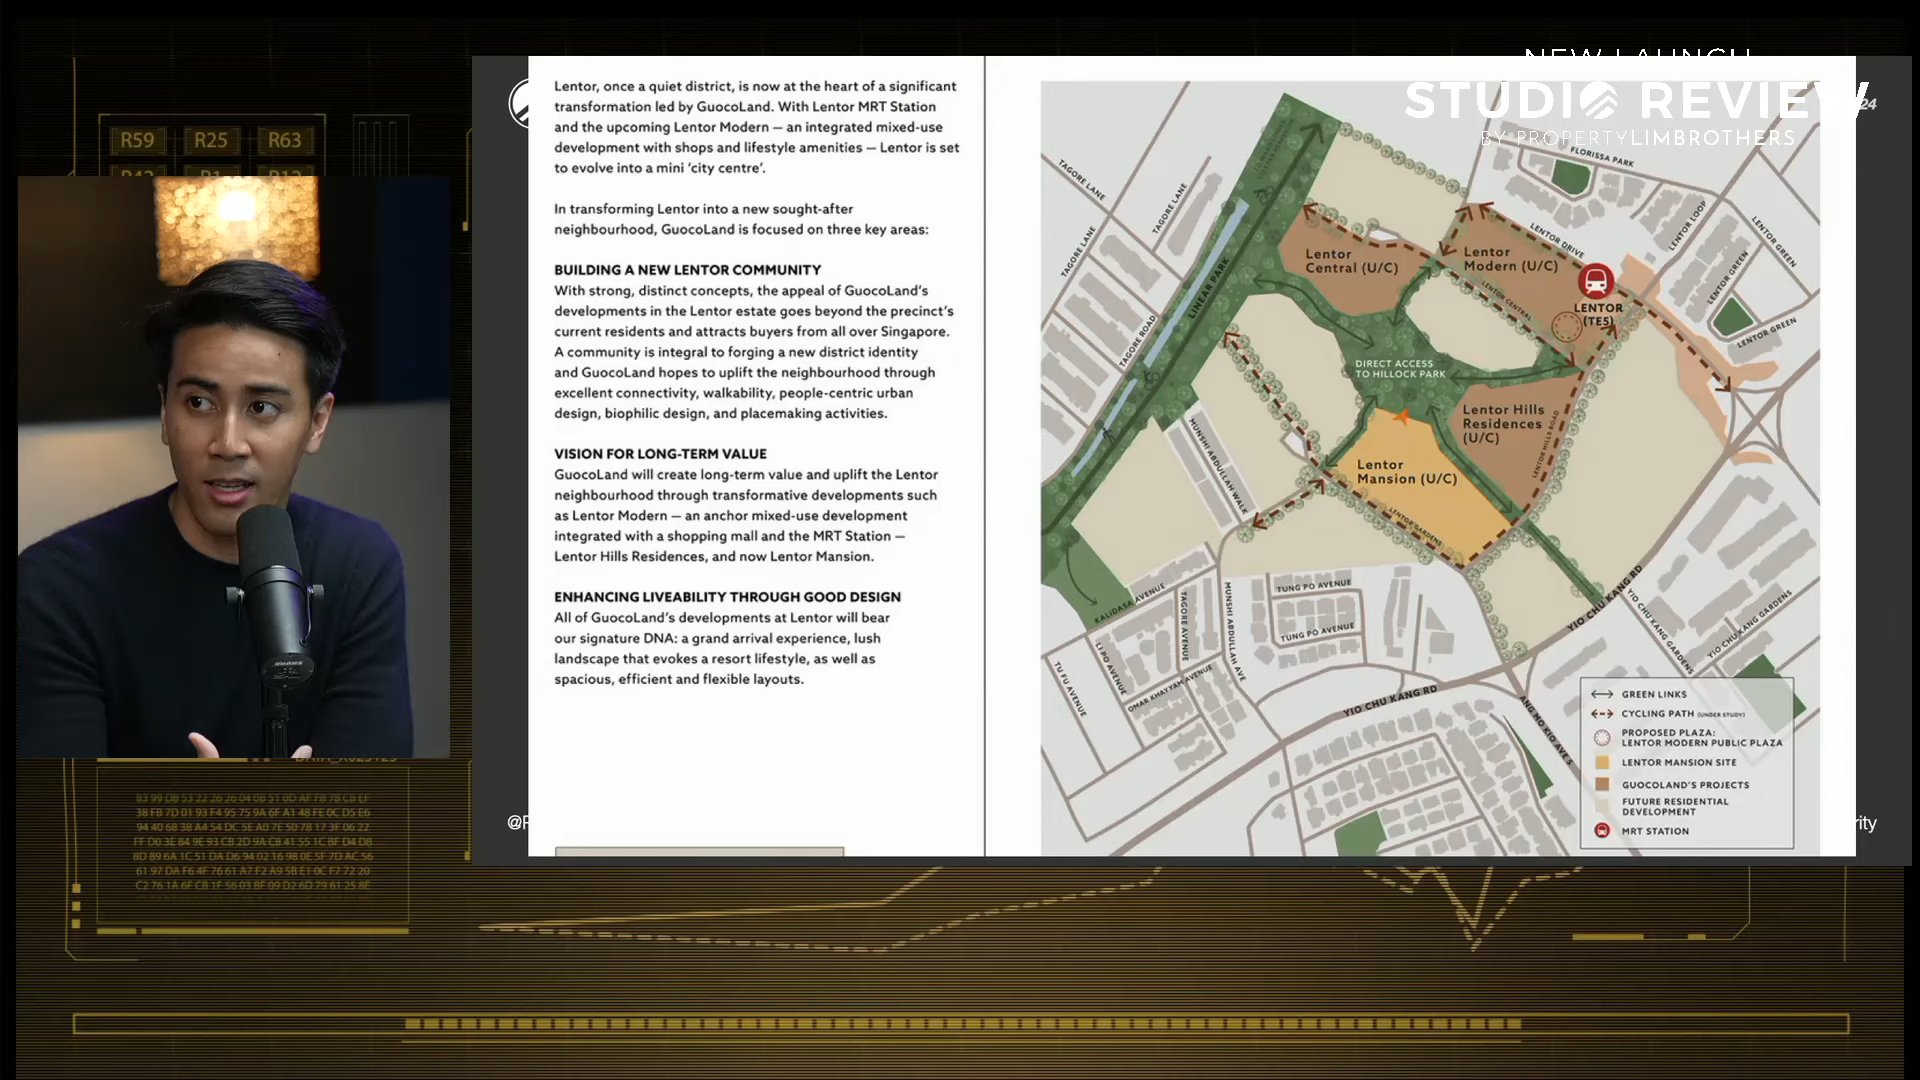 NEW LAUNCH
STUDIO REVIEW
BY PROPERTYLIMBROTHERS
24
R59 R25 R63
Lentor, once a quiet district, is now at the heart of a significant
transformation led by GuocoLand. With Lentor MRT Station
and the upcoming Lentor Modern — an integrated mixed-use
development with shops and lifestyle amenities — Lentor is set
to evolve into a mini ‘city centre’.
In transforming Lentor into a new sought-after
neighbourhood, GuocoLand is focused on three key areas:
BUILDING A NEW LENTOR COMMUNITY
With strong, distinct concepts, the appeal of GuocoLand’s
developments in the Lentor estate goes beyond the precinct’s
current residents and attracts buyers from all over Singapore.
A community is integral to forging a new district identity
and GuocoLand hopes to uplift the neighbourhood through
excellent connectivity, walkability, people-centric urban
design, biophilic design, and placemaking activities.
VISION FOR LONG-TERM VALUE
GuocoLand will create long-term value and uplift the Lentor
neighbourhood through transformative developments such
as Lentor Modern — an anchor mixed-use development
integrated with a shopping mall and the MRT Station —
Lentor Hills Residences, and now Lentor Mansion.
ENHANCING LIVEABILITY THROUGH GOOD DESIGN
All of GuocoLand’s developments at Lentor will bear
our signature DNA: a grand arrival experience, lush
landscape that evokes a resort lifestyle, as well as
spacious, efficient and flexible layouts.
TAGORE LANE
TAGORE LANE
TAGORE LANE
TAGORE ROAD
LINEAR PARK
FLORISSA PARK
LENTOR LOOP
LENTOR GREEN
LENTOR GREEN
LENTOR GREEN
LENTOR DRIVE
Lentor
Central (U/C)
Lentor
Modern (U/C)
LENTOR CENTRAL
LENTOR
(TE5)
DIRECT ACCESS
TO HILLOCK PARK
Lentor Hills
Residences
(U/C)
LENTOR HILLS ROAD
Lentor
Mansion (U/C)
LENTOR GARDENS
MUNSHI ABDULLAH WALK
KALIDASA AVENUE
TAGORE AVENUE
MUNSHI ABDULLAH AVE
TUNG PO AVENUE
TUNG PO AVENUE
LI PO AVENUE
OMAR KHAYYAM AVENUE
TU FU AVENUE
YIO CHU KANG RD
YIO CHU KANG RD
YIO CHU KANG GARDENS
YIO CHU KANG GARDENS
ANG MO KIO AVE 5
GREEN LINKS
CYCLING PATH (UNDER STUDY)
PROPOSED PLAZA:
LENTOR MODERN PUBLIC PLAZA
LENTOR MANSION SITE
GUOCOLAND’S PROJECTS
FUTURE RESIDENTIAL
DEVELOPMENT
MRT STATION